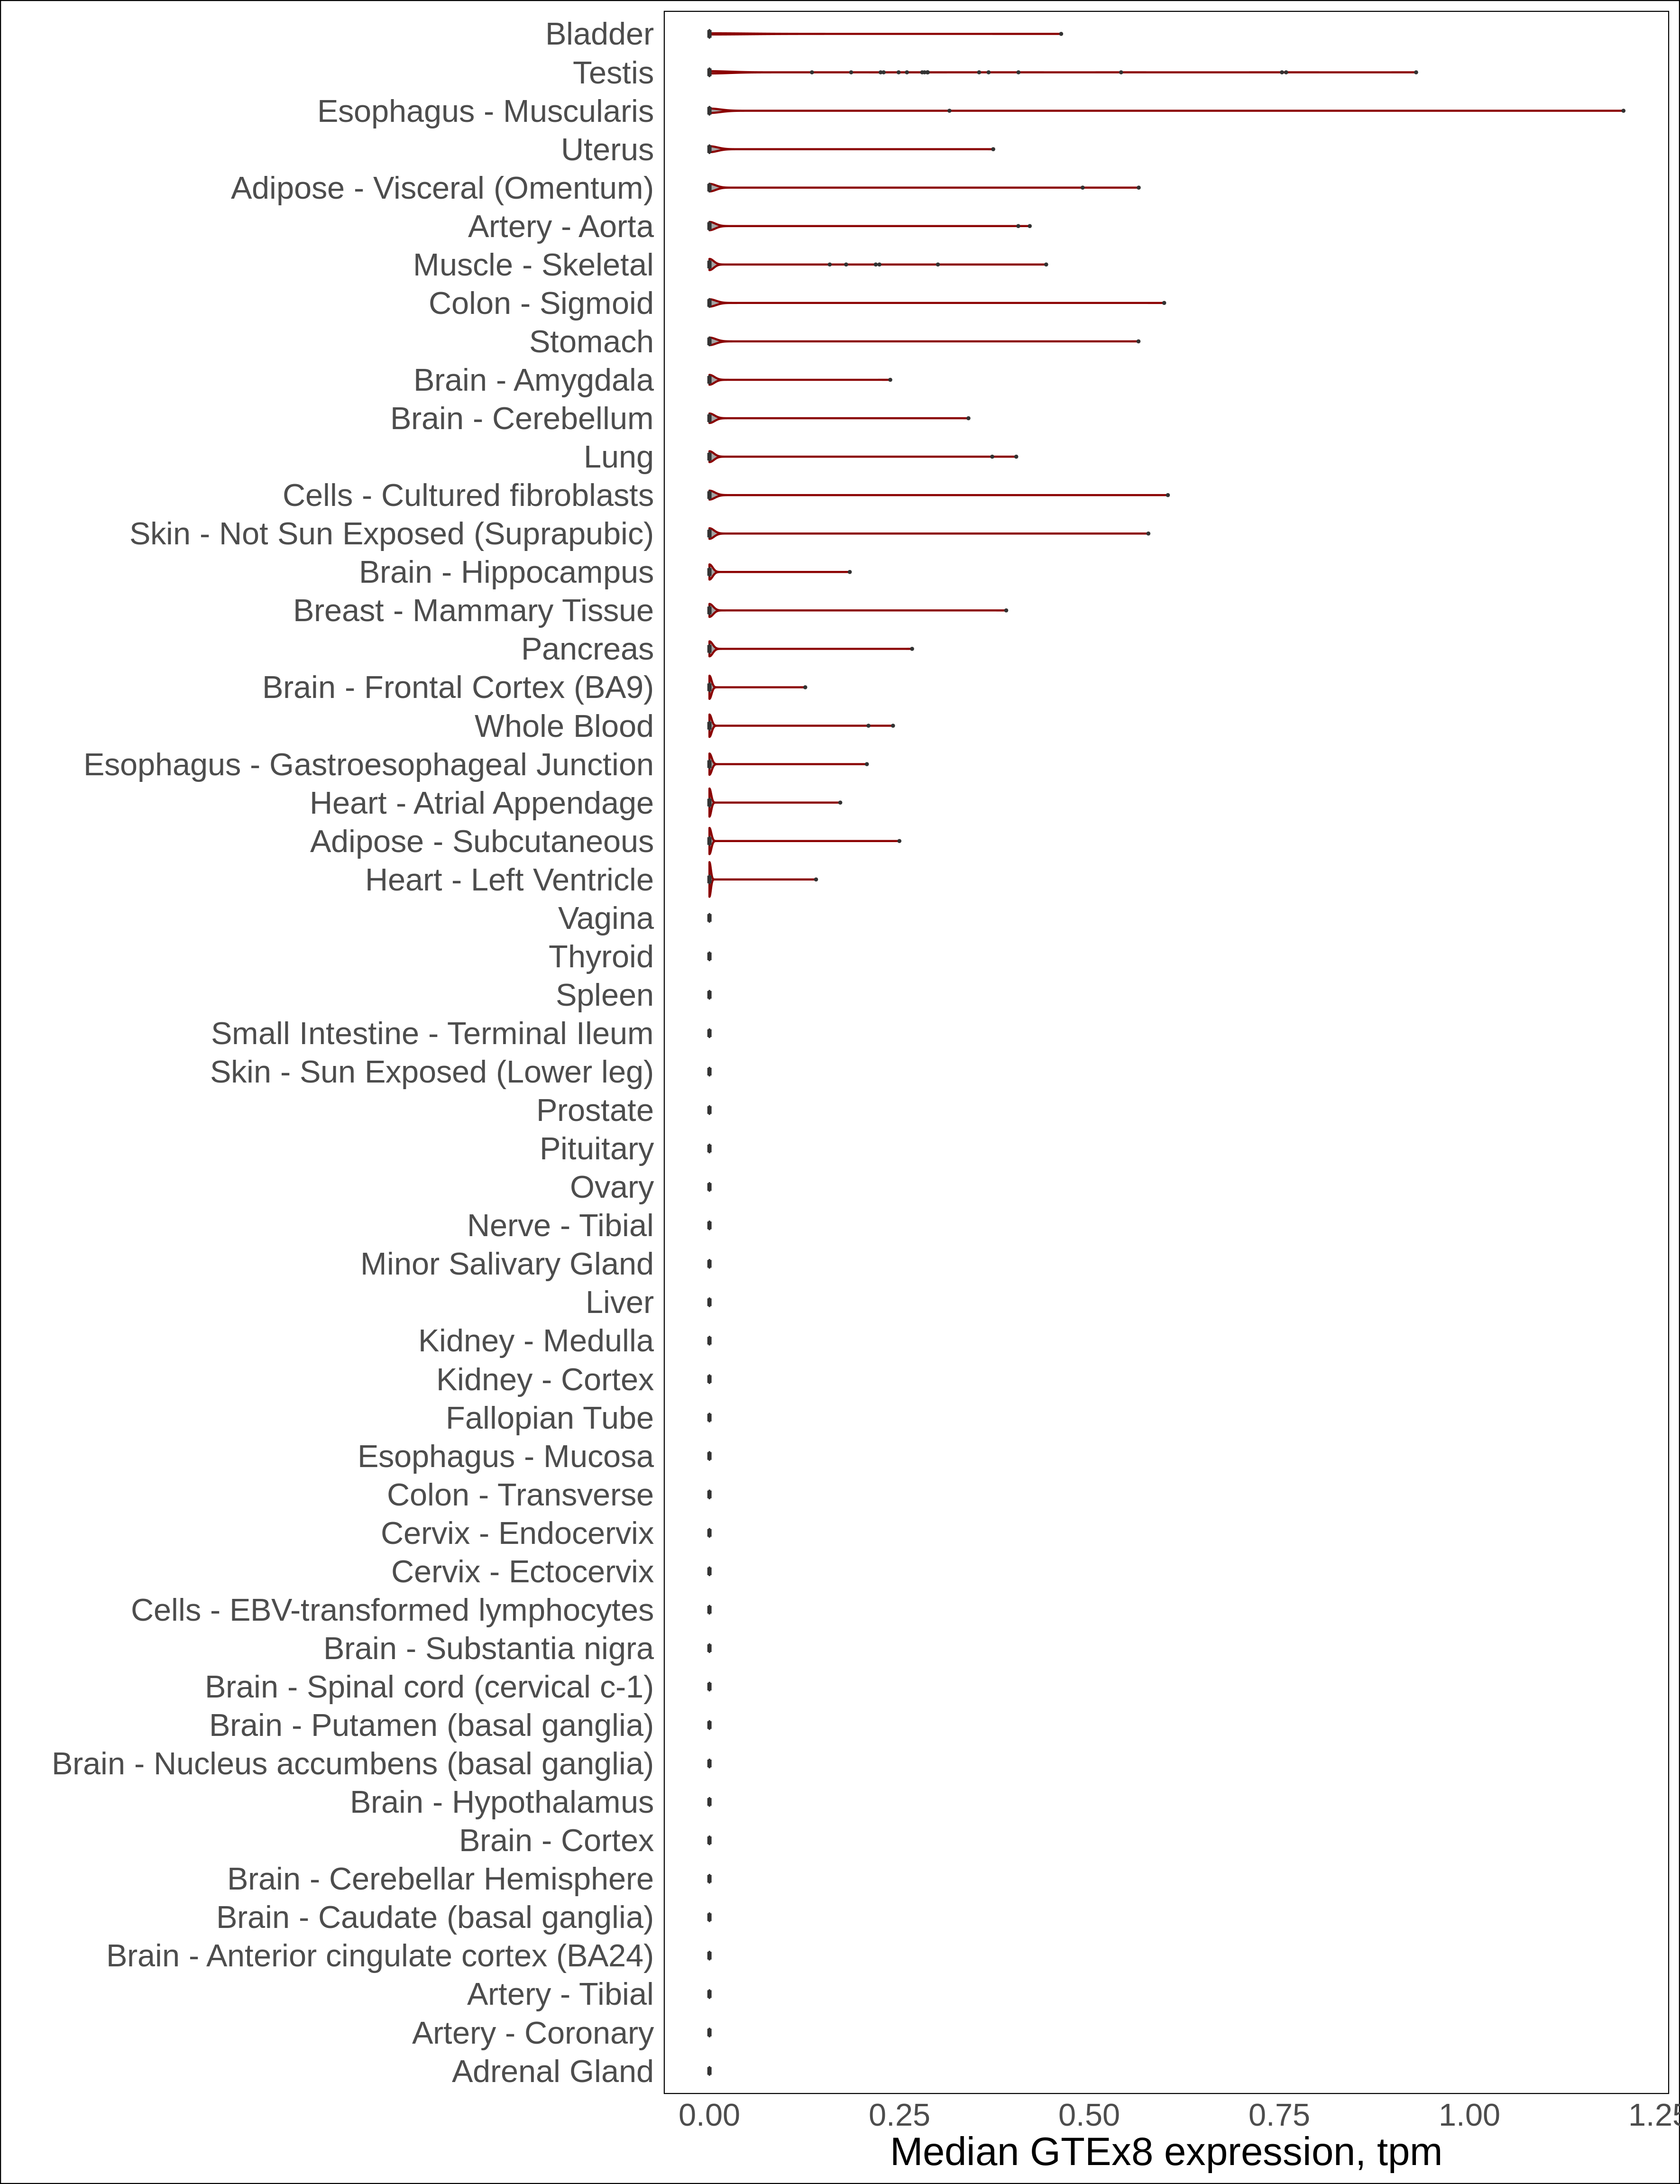 Bladder
Testis
Esophagus - Muscularis
Uterus
Adipose - Visceral (Omentum)
Artery - Aorta
Muscle - Skeletal
Colon - Sigmoid
Stomach
Brain - Amygdala
Brain - Cerebellum
Lung
Cells - Cultured fibroblasts
Skin - Not Sun Exposed (Suprapubic)
Brain - Hippocampus
Breast - Mammary Tissue
Pancreas
Brain - Frontal Cortex (BA9)
Whole Blood
Esophagus - Gastroesophageal Junction
Heart - Atrial Appendage
Adipose - Subcutaneous
Heart - Left Ventricle
Vagina
Thyroid
Spleen
Small Intestine - Terminal Ileum
Skin - Sun Exposed (Lower leg)
Prostate
Pituitary
Ovary
Nerve - Tibial
Minor Salivary Gland
Liver
Kidney - Medulla
Kidney - Cortex
Fallopian Tube
Esophagus - Mucosa
Colon - Transverse
Cervix - Endocervix
Cervix - Ectocervix
Cells - EBV-transformed lymphocytes
Brain - Substantia nigra
Brain - Spinal cord (cervical c-1)
Brain - Putamen (basal ganglia)
Brain - Nucleus accumbens (basal ganglia)
Brain - Hypothalamus
Brain - Cortex
Brain - Cerebellar Hemisphere
Brain - Caudate (basal ganglia)
Brain - Anterior cingulate cortex (BA24)
Artery - Tibial
Artery - Coronary
Adrenal Gland
0.00 0.25 0.50 0.75 1.00 1.25
Median GTEx8 expression, tpm